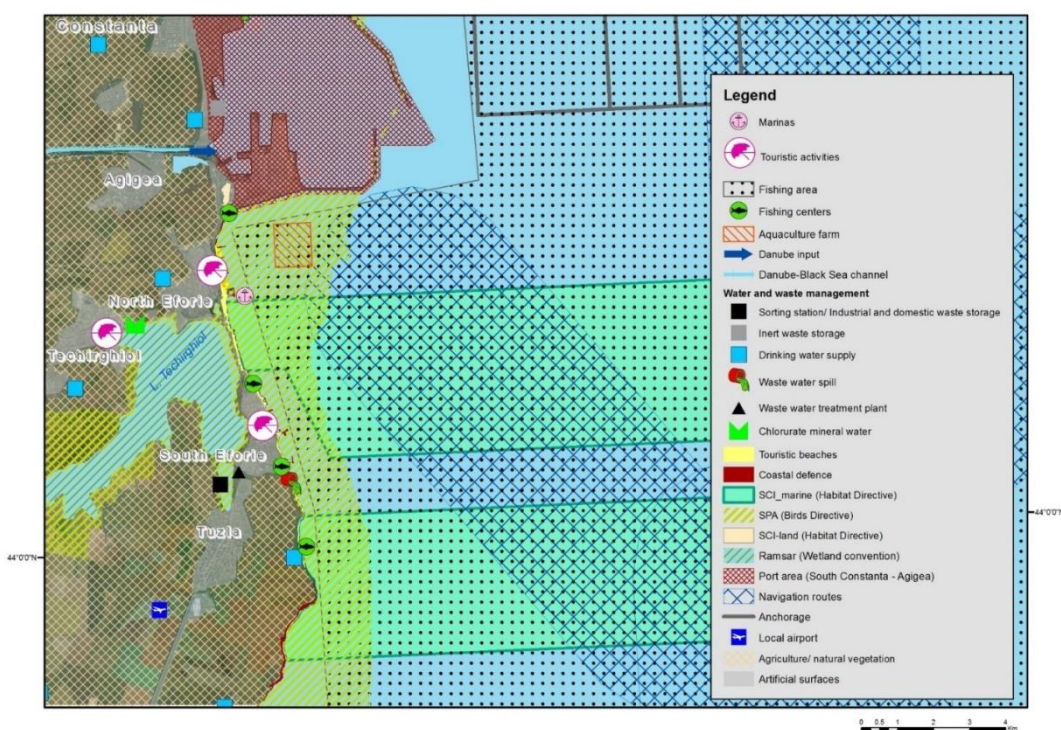 Constanta
Agigea
North Eforie
Techirghiol
L. Techirghiol
South Eforie
Tuzla
44°0'0"N
44°0'0"N
Legend
Marinas
Touristic activities
Fishing area
Fishing centers
Aquaculture farm
Danube input
Danube-Black Sea channel
Water and waste management
Sorting station/ Industrial and domestic waste storage
Inert waste storage
Drinking water supply
Waste water spill
Waste water treatment plant
Chlorurate mineral water
Touristic beaches
Coastal defence
SCI_marine (Habitat Directive)
SPA (Birds Directive)
SCI-land (Habitat Directive)
Ramsar (Wetland convention)
Port area (South Constanta - Agigea)
Navigation routes
Anchorage
Local airport
Agriculture/ natural vegetation
Artificial surfaces
0 0.5 1 2 3 4
Km